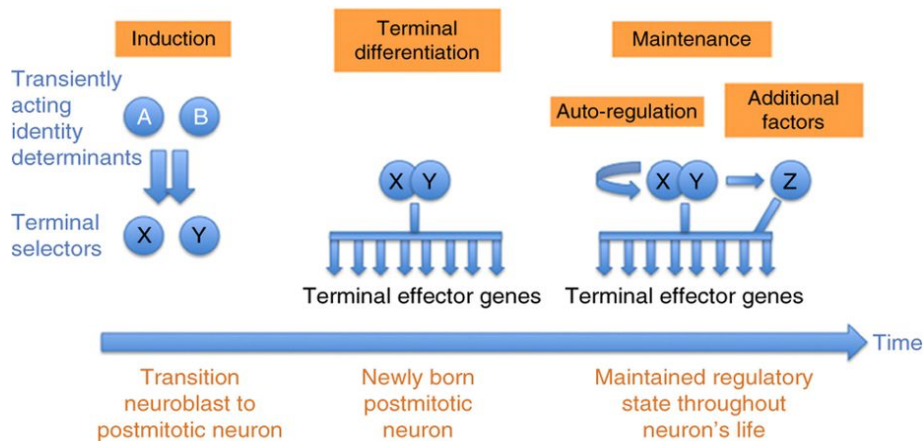 Induction
Terminal
differentiation
Maintenance
Transiently
acting
identity
determinants
A
B
Auto-regulation
Additional
factors
X
Y
Z
X
Y
Terminal
selectors
X
Y
Terminal effector genes
Terminal effector genes
Time
Transition
neuroblast to
postmitotic neuron
Newly born
postmitotic
neuron
Maintained regulatory
state throughout
neuron's life